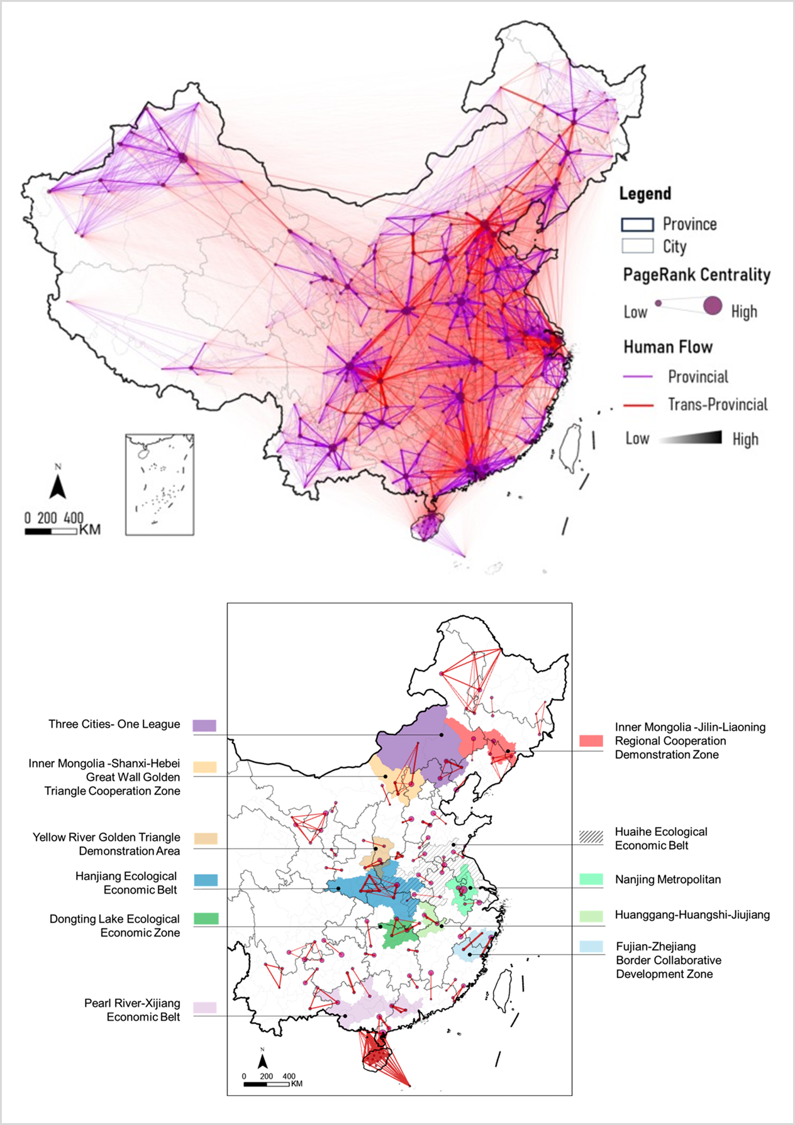 Legend
Province
City
PageRank Centrality
Low
High
Human Flow
Provincial
Trans-Provincial
Low
High
N
0 200 400
KM
Three Cities- One League
Inner Mongolia -Shanxi-Hebei
Great Wall Golden
Triangle Cooperation Zone
Yellow River Golden Triangle
Demonstration Area
Hanjiang Ecological
Economic Belt
Dongting Lake Ecological
Economic Zone
Pearl River-Xijiang
Economic Belt
Inner Mongolia -Jilin-Liaoning
Regional Cooperation
Demonstration Zone
Huaihe Ecological
Economic Belt
Nanjing Metropolitan
Huanggang-Huangshi-Jiujiang
Fujian-Zhejiang
Border Collaborative
Development Zone
N
0 200 400
KM